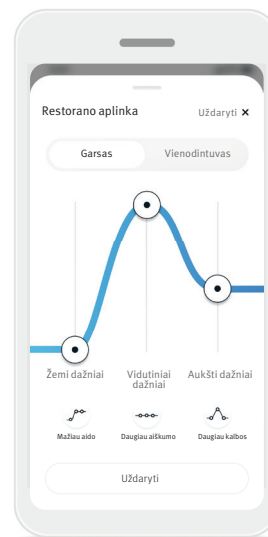 Restorano aplinka
Uždaryti ×
Garsas
Vienodintuvas
Žemi dažniai
Vidutiniai
dažniai
Aukšti dažniai
Mažiau aido
Daugiau aiškumo
Daugiau kalbos
Uždaryti